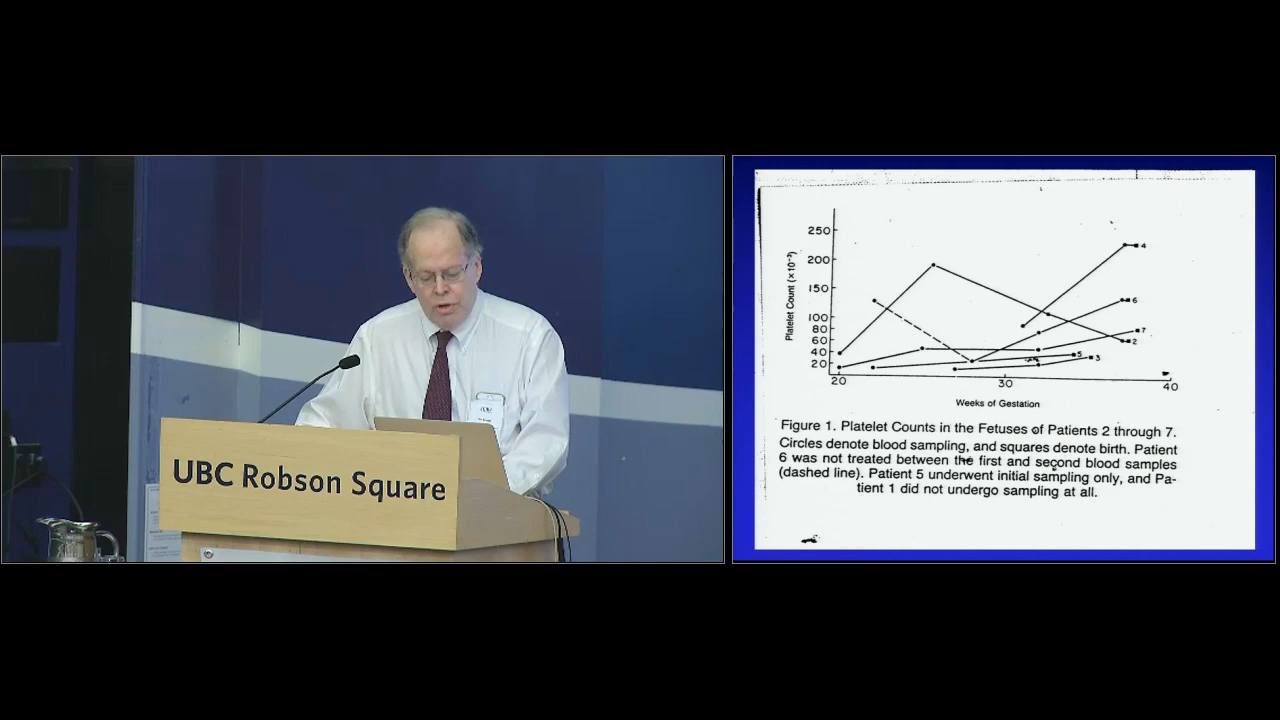 UBC Robson Square
250
200
150
100
80
60
40
20
Platelet Count (×10⁻³)
4
6
7
2
5
3
20
30
40
Weeks of Gestation
Figure 1. Platelet Counts in the Fetuses of Patients 2 through 7.
Circles denote blood sampling, and squares denote birth. Patient
6 was not treated between the first and second blood samples
(dashed line). Patient 5 underwent initial sampling only, and Pa-
tient 1 did not undergo sampling at all.